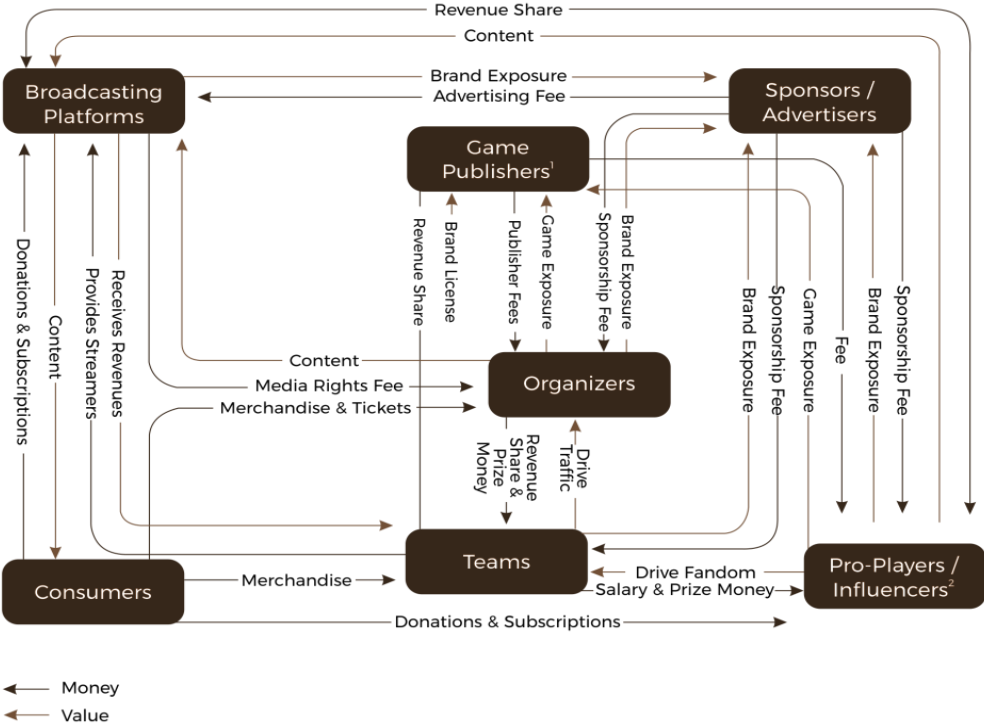 Revenue Share
Content
Brand Exposure
Advertising Fee
Broadcasting
Platforms
Sponsors /
Advertisers
Game
Publishers¹
Donations & Subscriptions
Content
Provides Streamers
Receives Revenues
Revenue Share
Brand License
Publisher Fees
Game Exposure
Sponsorship Fee
Brand Exposure
Brand Exposure
Sponsorship Fee
Game Exposure
Fee
Brand Exposure
Sponsorship Fee
Content
Media Rights Fee
Merchandise & Tickets
Organizers
Revenue
Share &
Prize
Money
Drive
Traffic
Teams
Consumers
Merchandise
Drive Fandom
Salary & Prize Money
Pro-Players /
Influencers²
Donations & Subscriptions
Money
Value